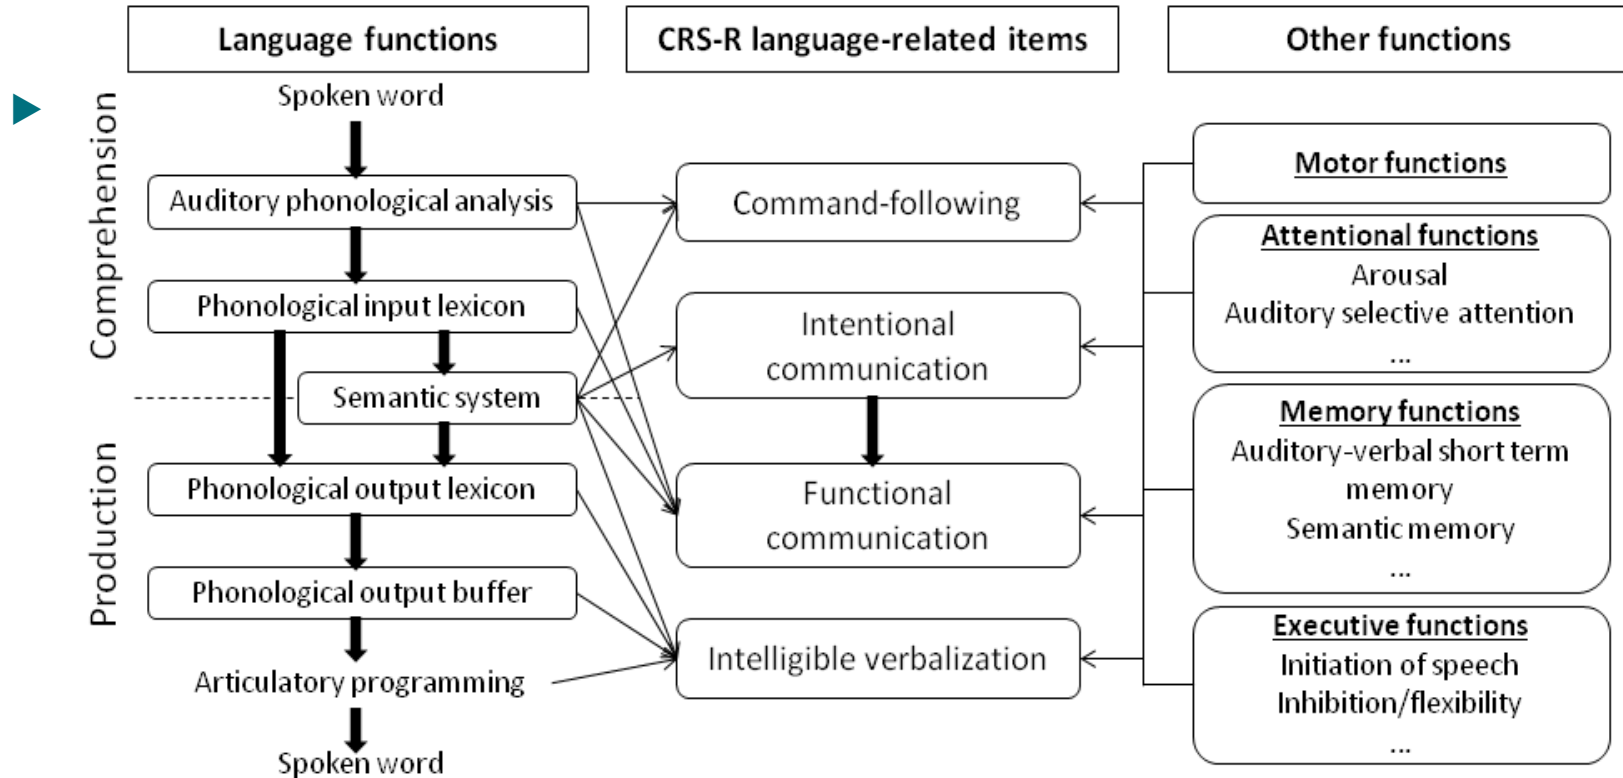 Language functions
CRS-R language-related items
Other functions
Comprehension
Production
Spoken word
Auditory phonological analysis
Phonological input lexicon
Semantic system
Phonological output lexicon
Phonological output buffer
Articulatory programming
Spoken word
Command-following
Intentional
communication
Functional
communication
Intelligible verbalization
Motor functions
Attentional functions
Arousal
Auditory selective attention
...
Memory functions
Auditory-verbal short term
memory
Semantic memory
...
Executive functions
Initiation of speech
Inhibition/flexibility
...